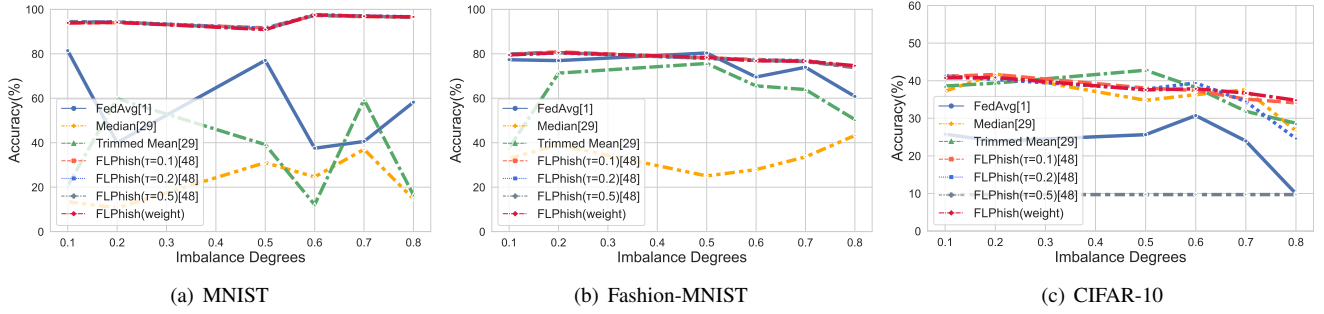 100
80
60
40
20
0
Accuracy(%)
FedAvg[1]
Median[29]
Trimmed Mean[29]
FLPhish(τ=0.1)[48]
FLPhish(τ=0.2)[48]
FLPhish(τ=0.5)[48]
FLPhish(weight)
0.1 0.2 0.3 0.5 0.6 0.7 0.8
Imbalance Degrees
(a) MNIST
100
80
60
40
20
0
Accuracy(%)
FedAvg[1]
Median[29]
Trimmed Mean[29]
FLPhish(τ=0.1)[48]
FLPhish(τ=0.2)[48]
FLPhish(τ=0.5)[48]
FLPhish(weight)
0.1 0.2 0.3 0.5 0.6 0.7 0.8
Imbalance Degrees
(b) Fashion-MNIST
60
50
40
30
20
10
0
Accuracy(%)
FedAvg[1]
Median[29]
Trimmed Mean[29]
FLPhish(τ=0.1)[48]
FLPhish(τ=0.2)[48]
FLPhish(τ=0.5)[48]
FLPhish(weight)
0.1 0.2 0.3 0.5 0.6 0.7 0.8
Imbalance Degrees
(c) CIFAR-10